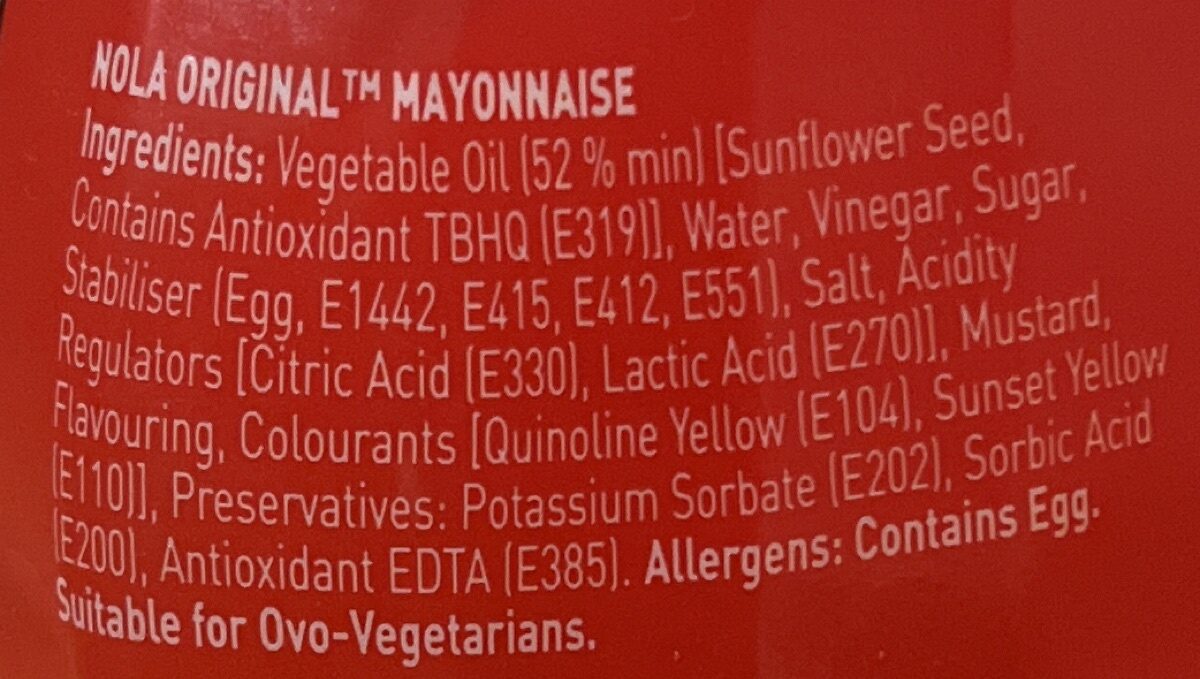 NOLA ORIGINAL™ MAYONNAISE
Ingredients: Vegetable Oil (52 % min) [Sunflower Seed,
Contains Antioxidant TBHQ (E319)], Water, Vinegar, Sugar,
Stabiliser (Egg, E1442, E415, E412, E551), Salt, Acidity
Regulators [Citric Acid (E330), Lactic Acid (E270)], Mustard,
Flavouring, Colourants [Quinoline Yellow (E104), Sunset Yellow
(E110)], Preservatives: Potassium Sorbate (E202), Sorbic Acid
(E200), Antioxidant EDTA (E385). Allergens: Contains Egg.
Suitable for Ovo-Vegetarians.